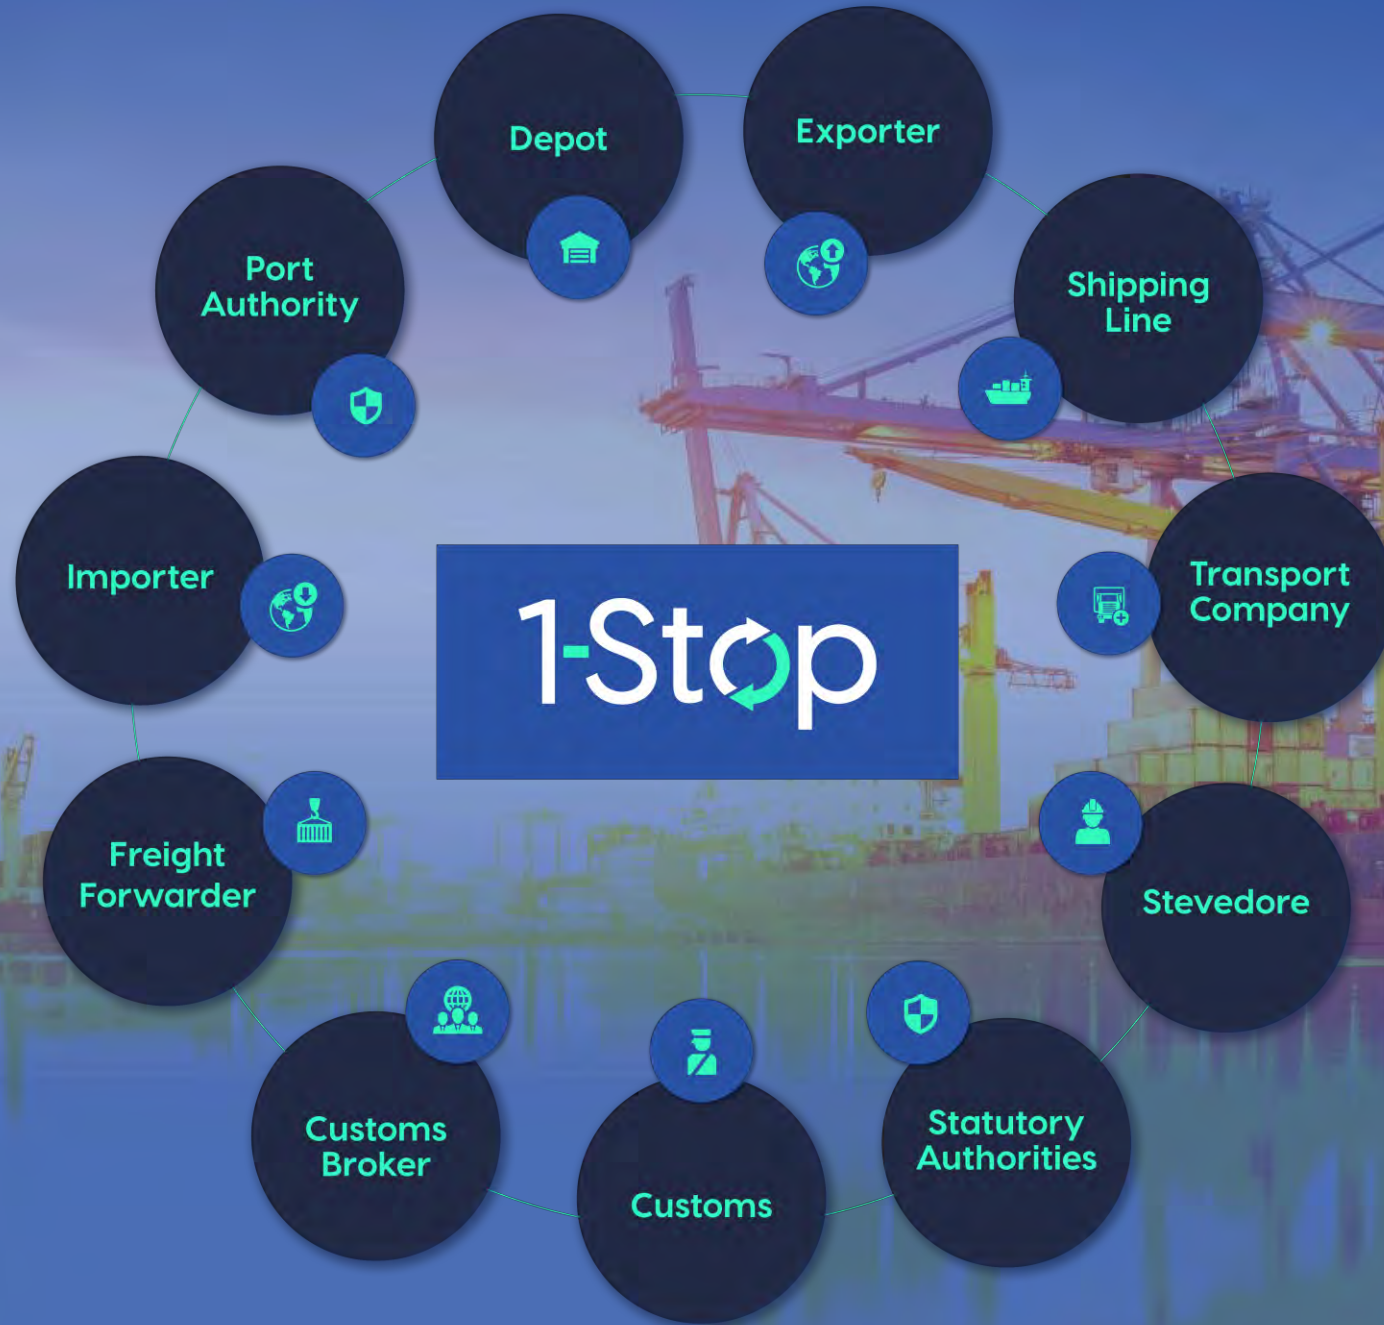 Depot
Exporter
Port
Authority
Shipping
Line
Importer
Transport
Company
1-Stop
Freight
Forwarder
Stevedore
Customs
Broker
Customs
Statutory
Authorities